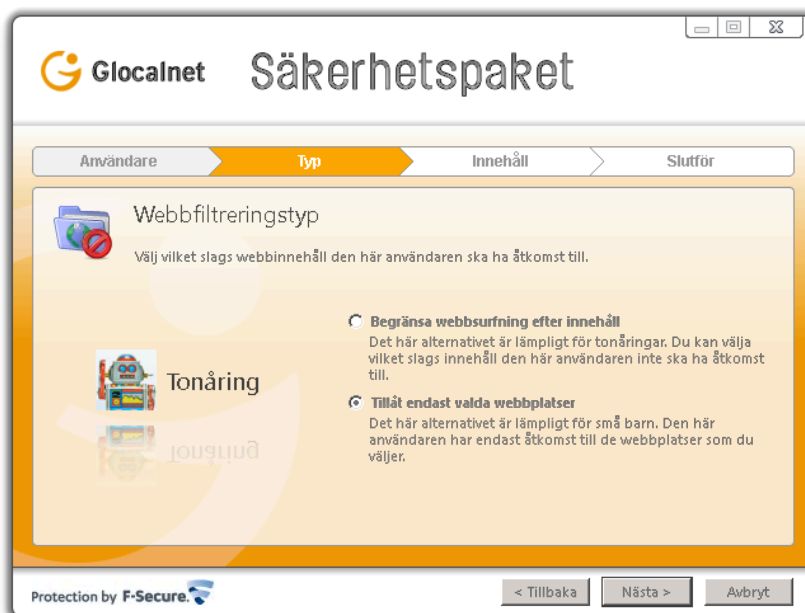 Glocalnet
Säkerhetspaket
Användare
Typ
Innehåll
Slutför
Webbfiltreringstyp
Välj vilket slags webbinnehåll den här användaren ska ha åtkomst till.
Tonåring
Tonåring
Begränsa webbsurfning efter innehåll
Det här alternativet är lämpligt för tonåringar. Du kan välja
vilket slags innehåll den här användaren inte ska ha åtkomst
till.
Tillåt endast valda webbplatser
Det här alternativet är lämpligt för små barn. Den här
användaren har endast åtkomst till de webbplatser som du
väljer.
Protection by F-Secure.
< Tillbaka
Nästa >
Avbryt